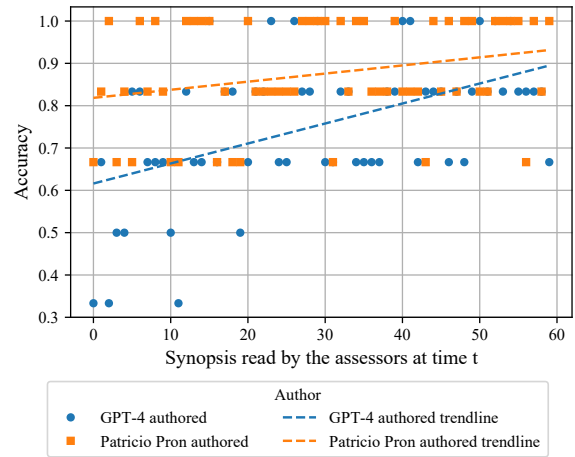 1.0
0.9
0.8
0.7
0.6
0.5
0.4
0.3
Accuracy
0 10 20 30 40 50 60
Synopsis read by the assessors at time t
Author
GPT-4 authored GPT-4 authored trendline
Patricio Pron authored Patricio Pron authored trendline